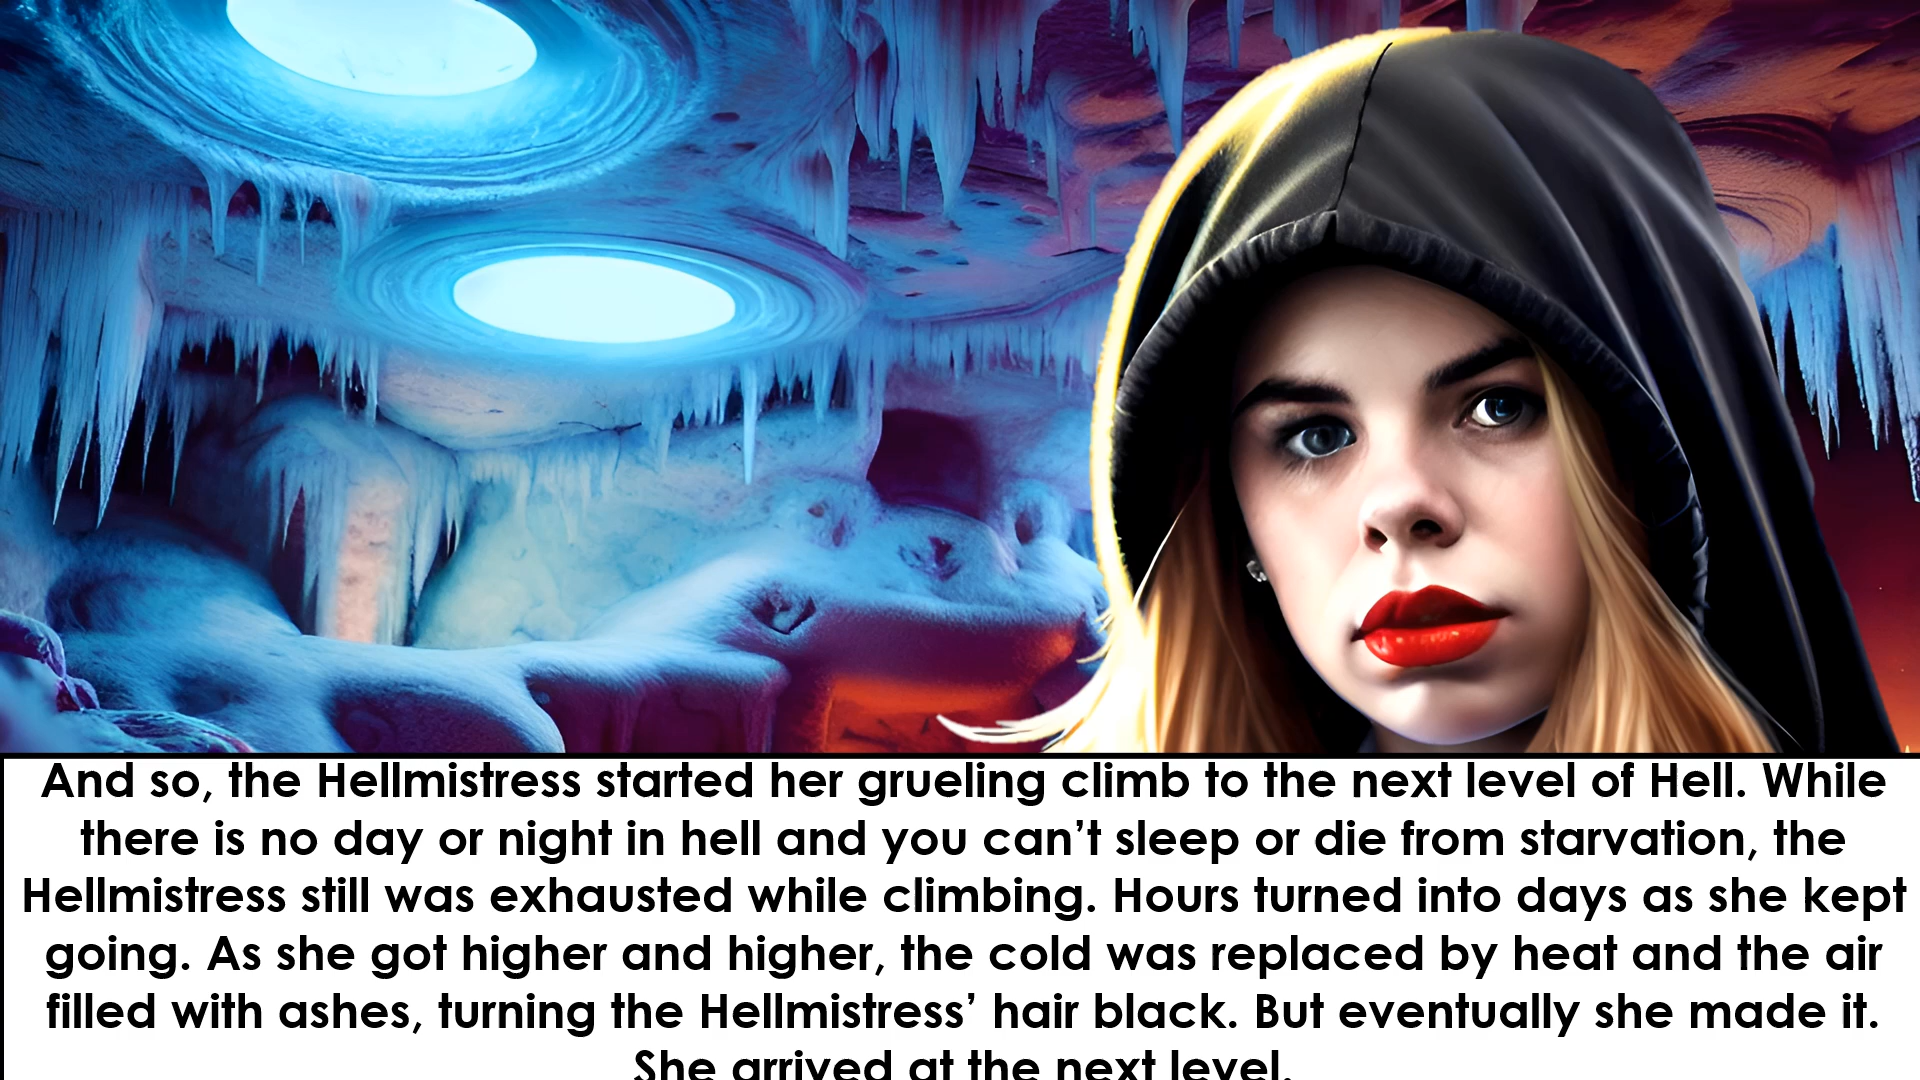 And so, the Hellmistress started her grueling climb to the next level of Hell. While
there is no day or night in hell and you can’t sleep or die from starvation, the
Hellmistress still was exhausted while climbing. Hours turned into days as she kept
going. As she got higher and higher, the cold was replaced by heat and the air
filled with ashes, turning the Hellmistress’ hair black. But eventually she made it.
She arrived at the next level.